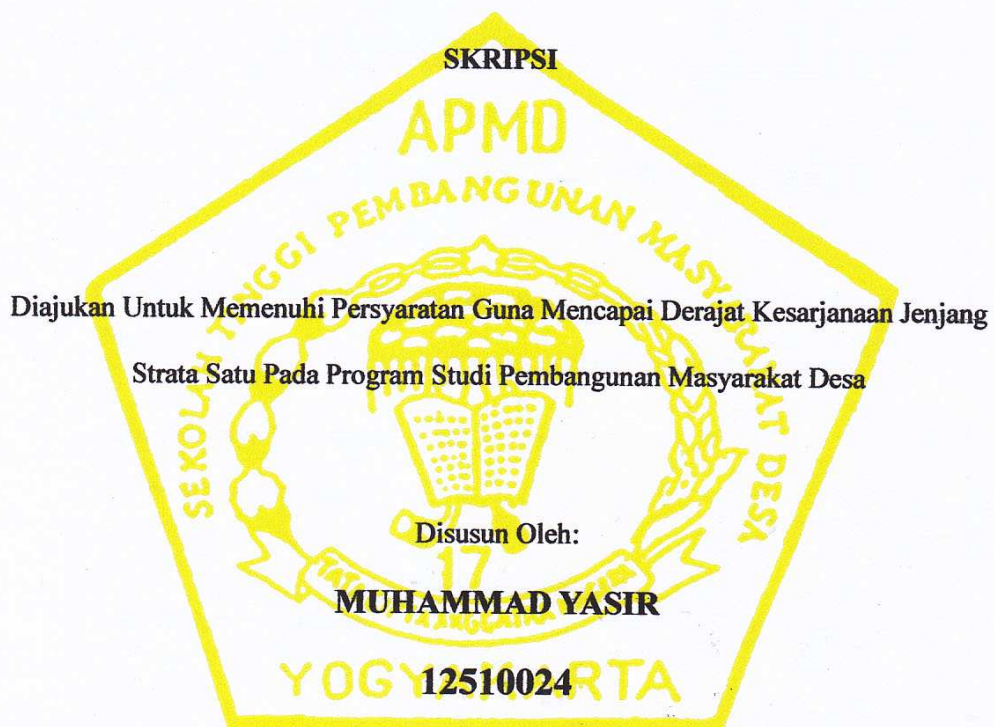 SKRIPSI
APMD
SEKOLAH TINGGI PEMBANGUNAN MASYARAKAT DESA
Diajukan Untuk Memenuhi Persyaratan Guna Mencapai Derajat Kesarjanaan Jenjang
Strata Satu Pada Program Studi Pembangunan Masyarakat Desa
Disusun Oleh:
17
MUHAMMAD YASIR
YOGYAKARTA
12510024